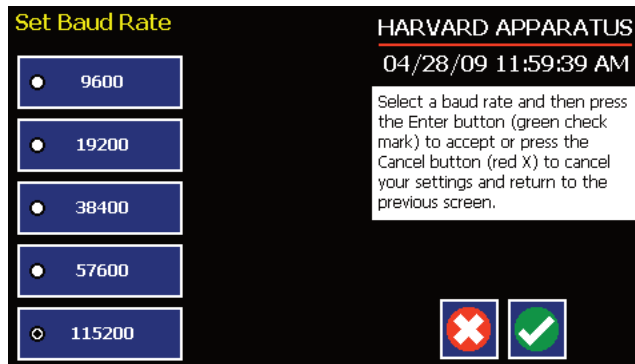 Set Baud Rate
9600
19200
38400
57600
115200
HARVARD APPARATUS
04/28/09 11:59:39 AM
Select a baud rate and then press
the Enter button (green check
mark) to accept or press the
Cancel button (red X) to cancel
your settings and return to the
previous screen.